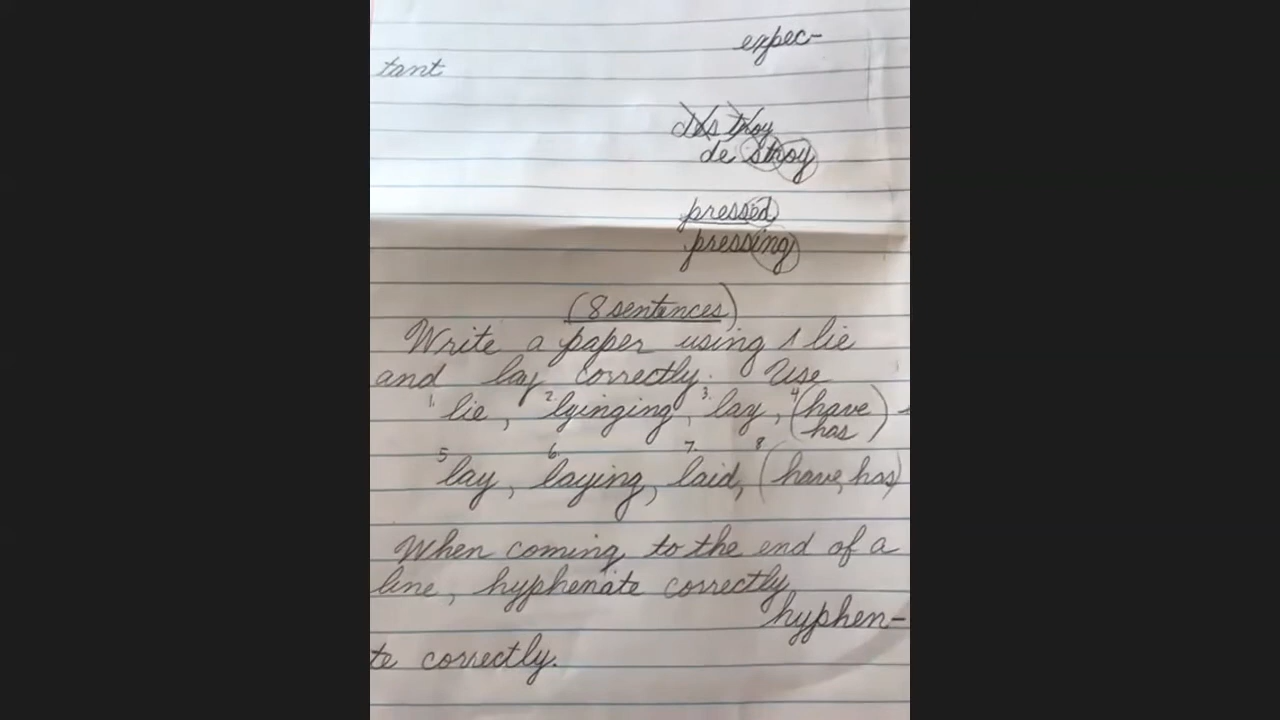 expec-
tant
des troy
de stroy
pressed
pressing
(8 sentences)
Write a paper using 1 lie
and lay correctly. Use
1. lie, 2. lyinging, 3. lay, 4 (have
has)
5 lay, 6. laying, 7. laid, 8 (have, has)
When coming to the end of a
line, hyphenate correctly
hyphen-
te correctly.